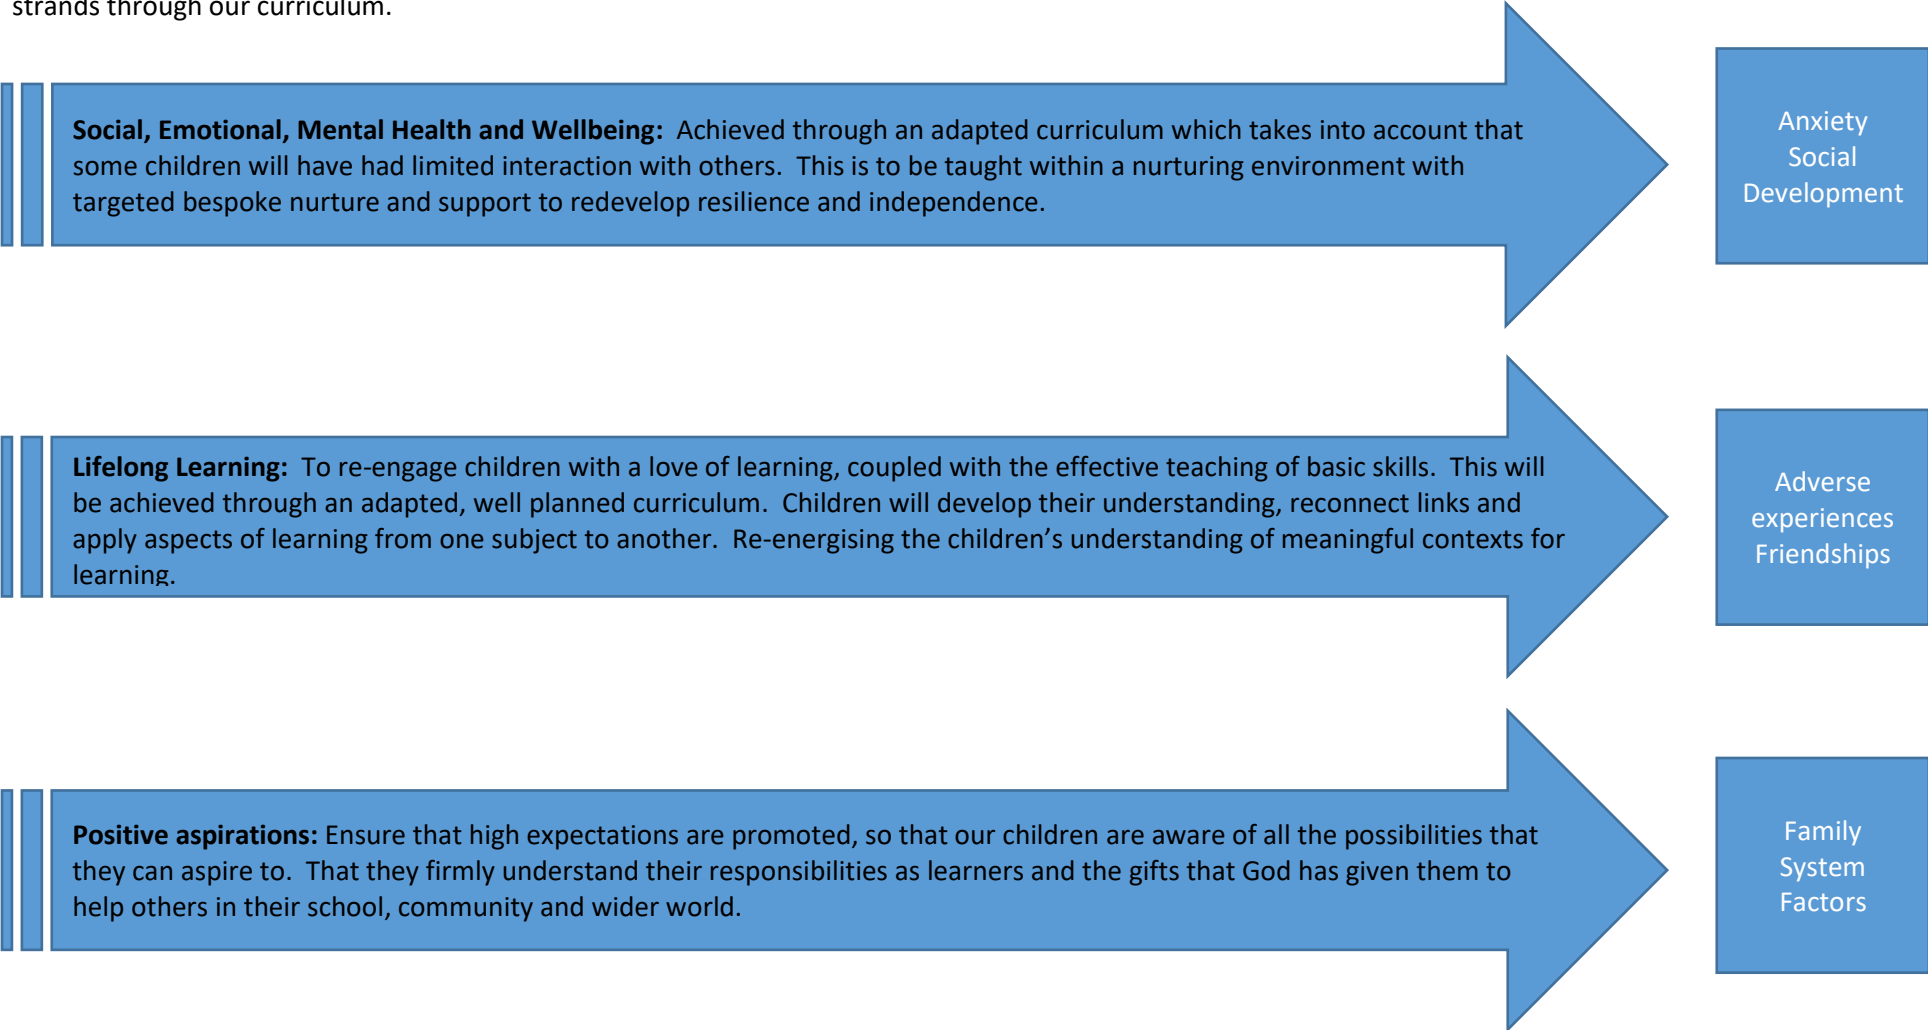 strands through our curriculum.
Social, Emotional, Mental Health and Wellbeing:  Achieved through an adapted curriculum which takes into account that
some children will have had limited interaction with others.  This is to be taught within a nurturing environment with
targeted bespoke nurture and support to redevelop resilience and independence.
Anxiety
Social
Development
Lifelong Learning:  To re-engage children with a love of learning, coupled with the effective teaching of basic skills.  This will
be achieved through an adapted, well planned curriculum.  Children will develop their understanding, reconnect links and
apply aspects of learning from one subject to another.  Re-energising the children’s understanding of meaningful contexts for
learning.
Adverse
experiences
Friendships
Positive aspirations: Ensure that high expectations are promoted, so that our children are aware of all the possibilities that
they can aspire to.  That they firmly understand their responsibilities as learners and the gifts that God has given them to
help others in their school, community and wider world.
Family
System
Factors